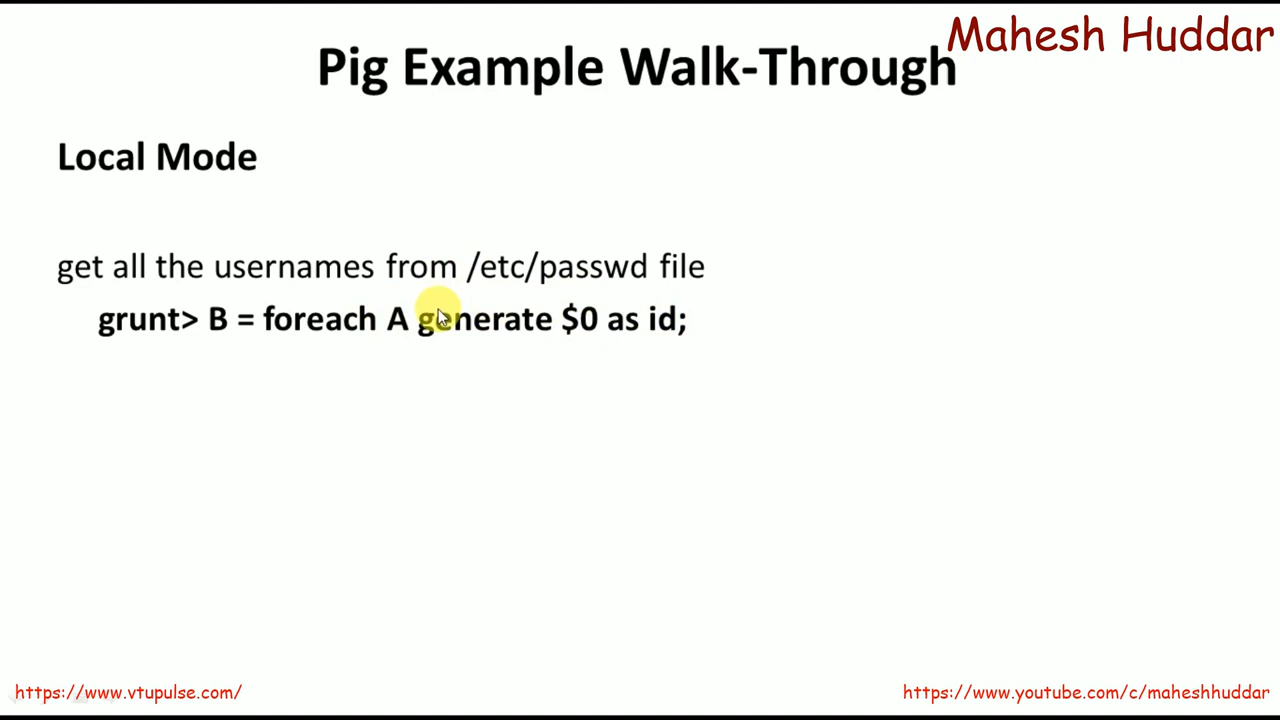 Mahesh Huddar
Pig Example Walk-Through
Local Mode
get all the usernames from /etc/passwd file
grunt> B = foreach A generate $0 as id;
https://www.vtupulse.com/
https://www.youtube.com/c/maheshhuddar